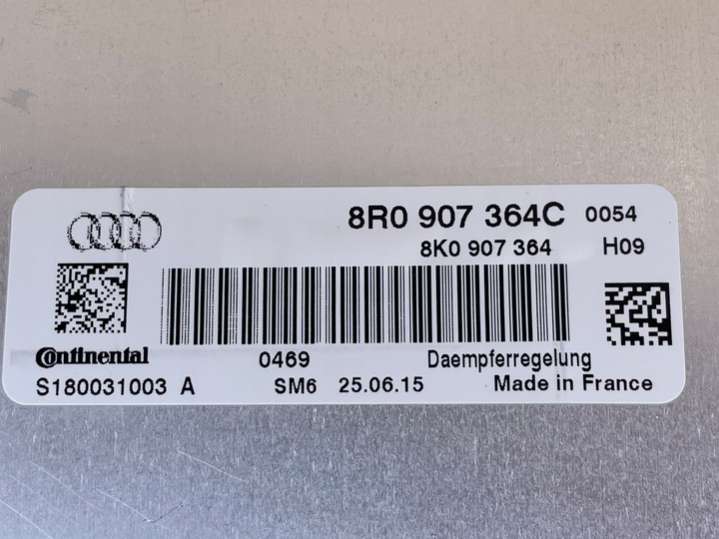 8R0 907 364C 0054
8K0 907 364 H09
Continental 0469 Daempferregelung
S180031003 A SM6 25.06.15 Made in France